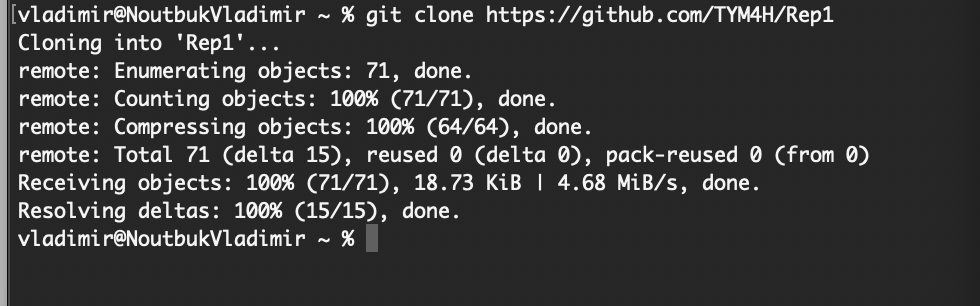 [vladimir@NoutbukVladimir ~ % git clone https://github.com/TYM4H/Rep1
Cloning into 'Rep1'...
remote: Enumerating objects: 71, done.
remote: Counting objects: 100% (71/71), done.
remote: Compressing objects: 100% (64/64), done.
remote: Total 71 (delta 15), reused 0 (delta 0), pack-reused 0 (from 0)
Receiving objects: 100% (71/71), 18.73 KiB | 4.68 MiB/s, done.
Resolving deltas: 100% (15/15), done.
vladimir@NoutbukVladimir ~ %